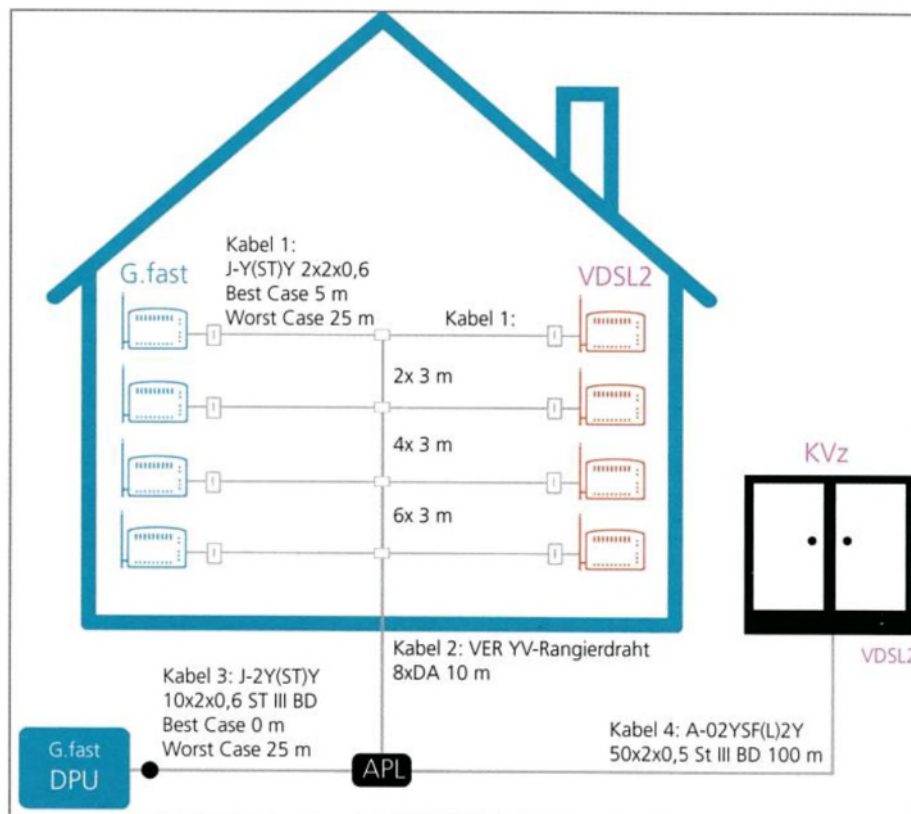 Kabel 1:
J-Y(ST)Y 2x2x0,6
Best Case 5 m
Worst Case 25 m
G.fast
VDSL2
Kabel 1:
2x 3 m
4x 3 m
6x 3 m
KVz
VDSL2
Kabel 2: VER YV-Rangierdraht
8xDA 10 m
Kabel 3: J-2Y(ST)Y
10x2x0,6 ST III BD
Best Case 0 m
Worst Case 25 m
Kabel 4: A-02YSF(L)2Y
50x2x0,5 St III BD 100 m
G.fast
DPU
APL